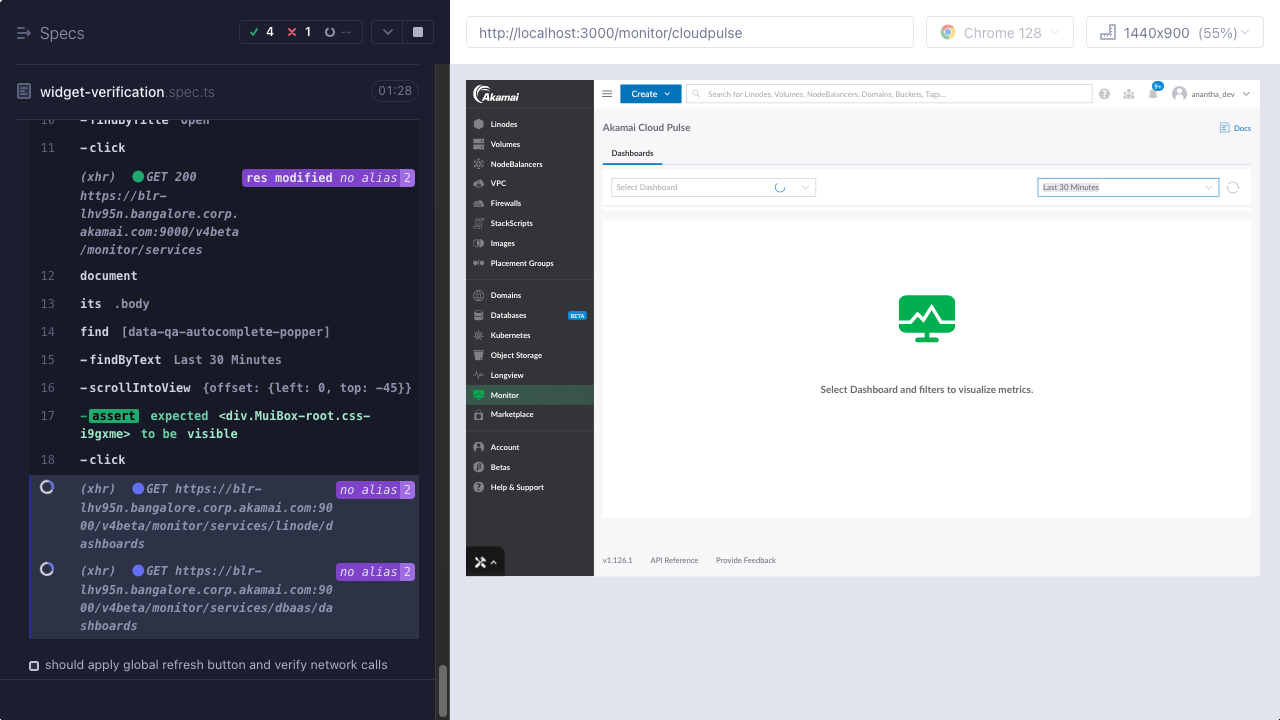 Specs
4 1 --
widget-verification.spec.ts 01:28
10 -findByTitle Open
11 -click
(xhr) GET 200 res modified no alias 2
https://blr-
lhv95n.bangalore.corp.
akamai.com:9000/v4beta
/monitor/services
12 document
13 its .body
14 find [data-qa-autocomplete-popper]
15 -findByText Last 30 Minutes
16 -scrollIntoView {offset: {left: 0, top: -45}}
17 -assert expected <div.MuiBox-root.css-
i9gxme> to be visible
18 -click
(xhr) GET https://blr- no alias 2
lhv95n.bangalore.corp.akamai.com:90
00/v4beta/monitor/services/linode/d
ashboards
(xhr) GET https://blr- no alias 2
lhv95n.bangalore.corp.akamai.com:90
00/v4beta/monitor/services/dbaas/da
shboards
should apply global refresh button and verify network calls
http://localhost:3000/monitor/cloudpulse
Chrome 128
1440x900 (55%)
Akamai
Create
Search for Linodes, Volumes, NodeBalancers, Domains, Buckets, Tags...
9+
anantha_dev
Linodes
Volumes
NodeBalancers
VPC
Firewalls
StackScripts
Images
Placement Groups
Domains
Databases BETA
Kubernetes
Object Storage
Longview
Monitor
Marketplace
Account
Betas
Help & Support
Akamai Cloud Pulse
Docs
Dashboards
Select Dashboard
Last 30 Minutes
Select Dashboard and filters to visualize metrics.
v1.126.1 API Reference Provide Feedback